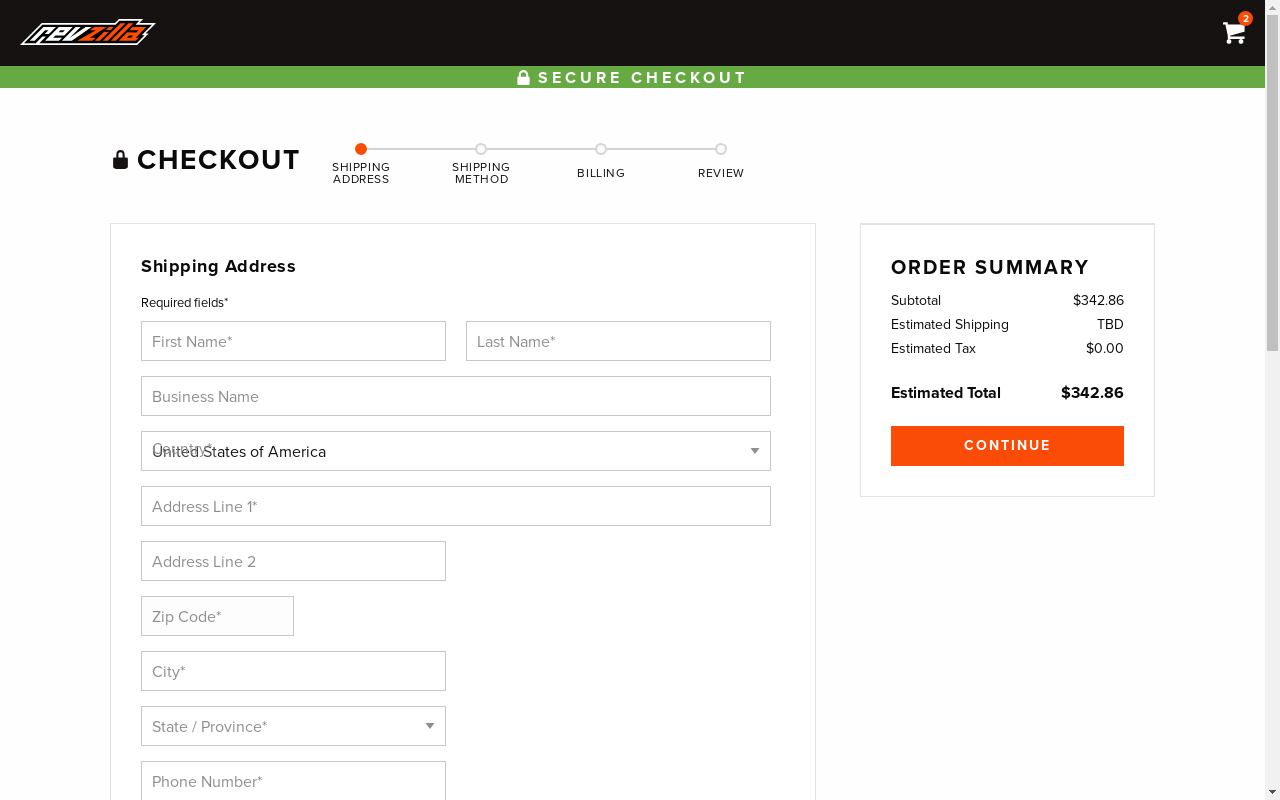 revzilla
2
SECURE CHECKOUT
CHECKOUT
SHIPPING
ADDRESS
SHIPPING
METHOD
BILLING
REVIEW
Shipping Address
Required fields*
First Name*
Last Name*
Business Name
Country*
United States of America
Address Line 1*
Address Line 2
Zip Code*
City*
State / Province*
Phone Number*
ORDER SUMMARY
Subtotal $342.86
Estimated Shipping TBD
Estimated Tax $0.00
Estimated Total $342.86
CONTINUE